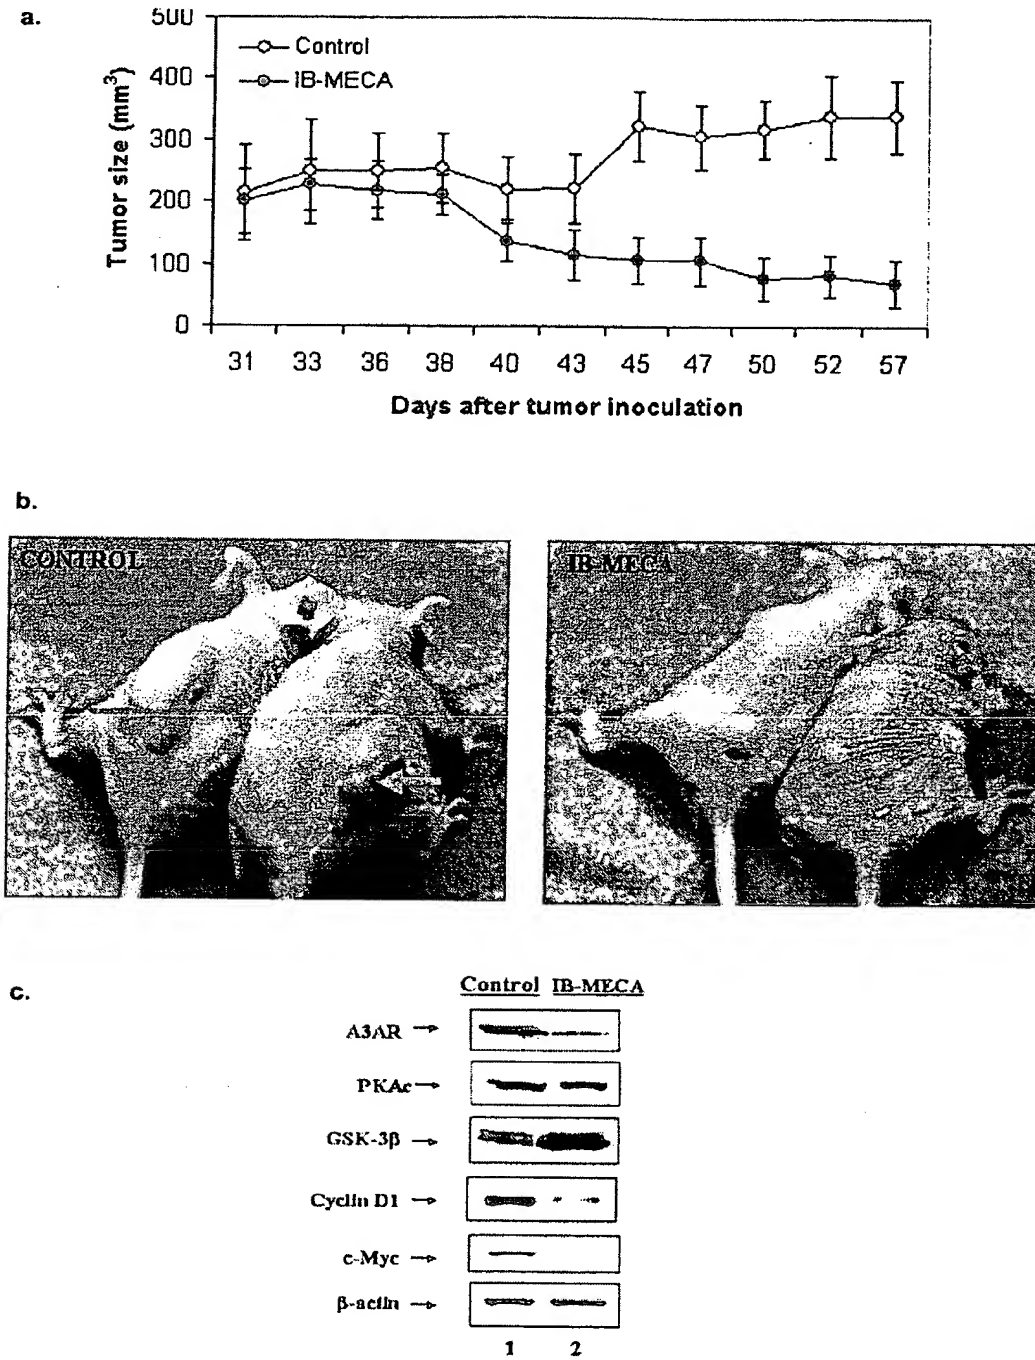 a.
500
400
300
200
100
0
Tumor size (mm³)
Control
IB-MECA
31 33 36 38 40 43 45 47 50 52 57
Days after tumor inoculation
b.
CONTROL
IB-MECA
c.
Control IB-MECA
A3AR
PKAc
GSK-3β
Cyclin D1
c-Myc
β-actin
1 2